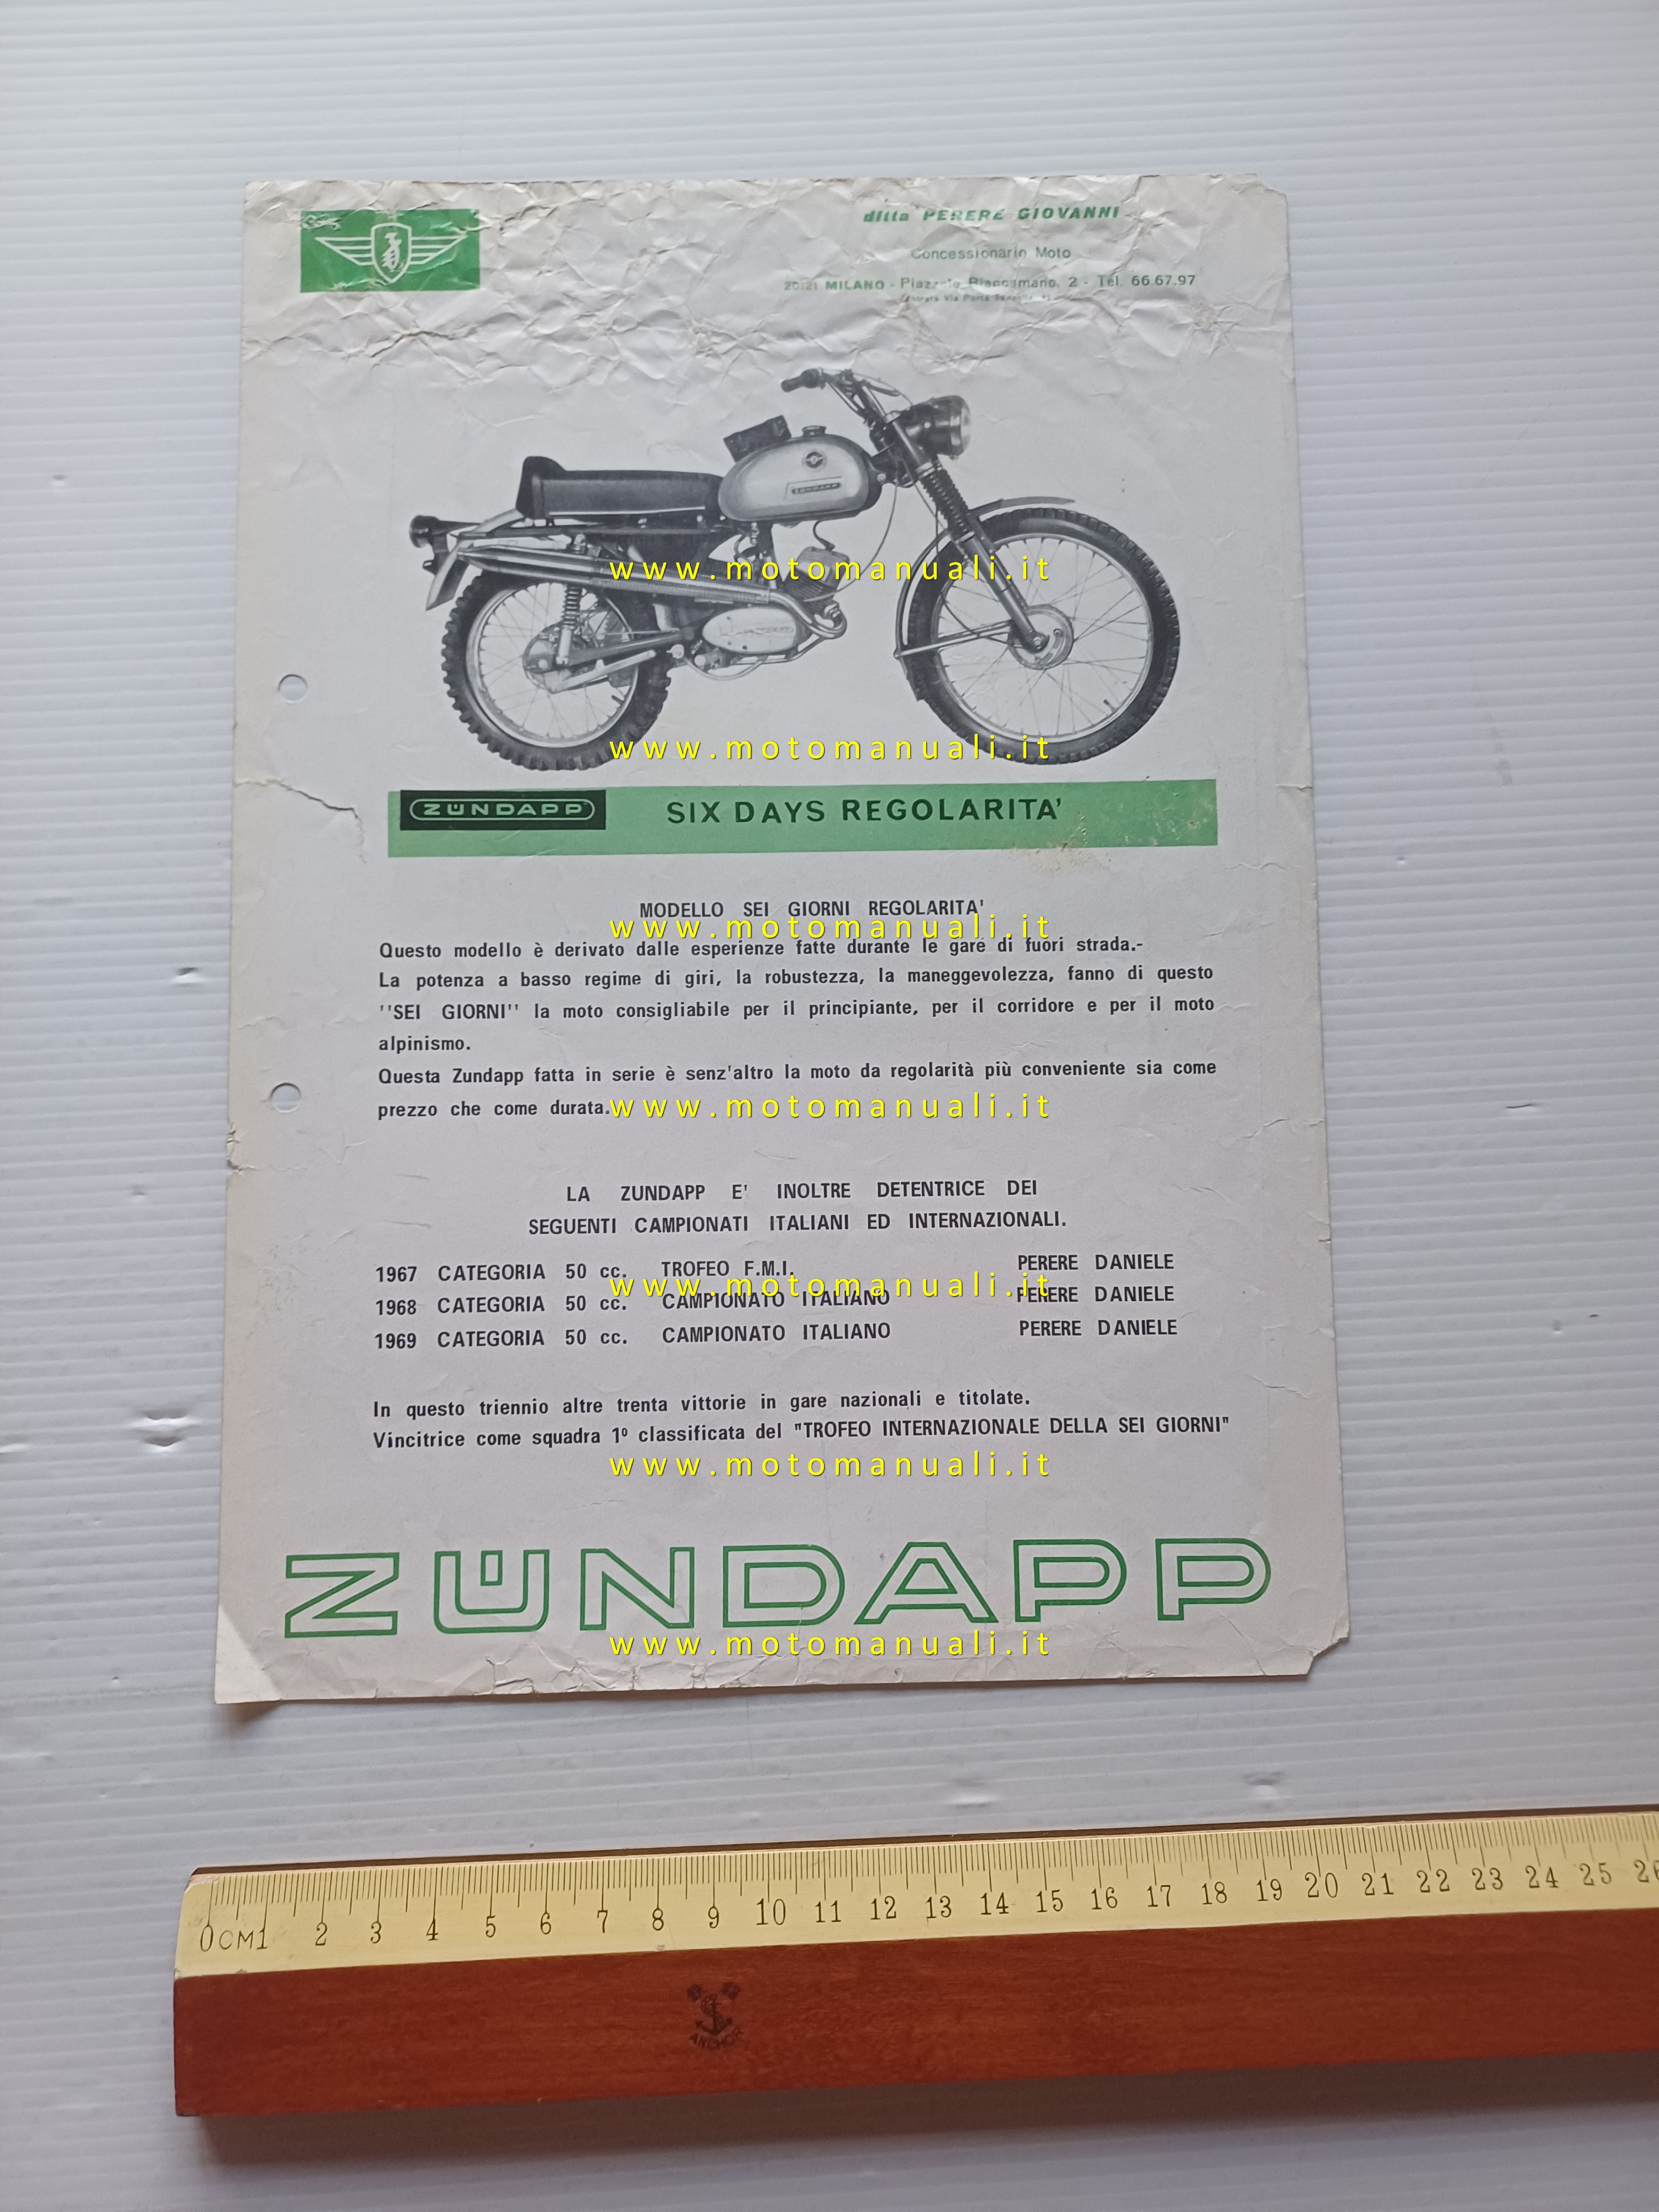 ditta PERERE GIOVANNI
Concessionario Moto
20121 MILANO - Piazzale Biancamano, 2 - Tel. 66.67.97
ZUNDAPP
www.motomanuali.it
www.motomanuali.it
ZÜNDAPP SIX DAYS REGOLARITA'
MODELLO SEI GIORNI REGOLARITA'
www.motomanuali.it
Questo modello è derivato dalle esperienze fatte durante le gare di fuori strada.-
La potenza a basso regime di giri, la robustezza, la maneggevolezza, fanno di questo
''SEI GIORNI'' la moto consigliabile per il principiante, per il corridore e per il moto
alpinismo.
Questa Zundapp fatta in serie è senz'altro la moto da regolarità più conveniente sia come
prezzo che come durata.
www.motomanuali.it
LA ZUNDAPP E' INOLTRE DETENTRICE DEI
SEGUENTI CAMPIONATI ITALIANI ED INTERNAZIONALI.
1967 CATEGORIA 50 cc. TROFEO F.M.I. PERERE DANIELE
www.motomanuali.it
1968 CATEGORIA 50 cc. CAMPIONATO ITALIANO PERERE DANIELE
1969 CATEGORIA 50 cc. CAMPIONATO ITALIANO PERERE DANIELE
In questo triennio altre trenta vittorie in gare nazionali e titolate.
Vincitrice come squadra 1º classificata del "TROFEO INTERNAZIONALE DELLA SEI GIORNI"
www.motomanuali.it
ZÜNDAPP
www.motomanuali.it
0 CM 1 2 3 4 5 6 7 8 9 10 11 12 13 14 15 16 17 18 19 20 21 22 23 24 25
ANCHOR